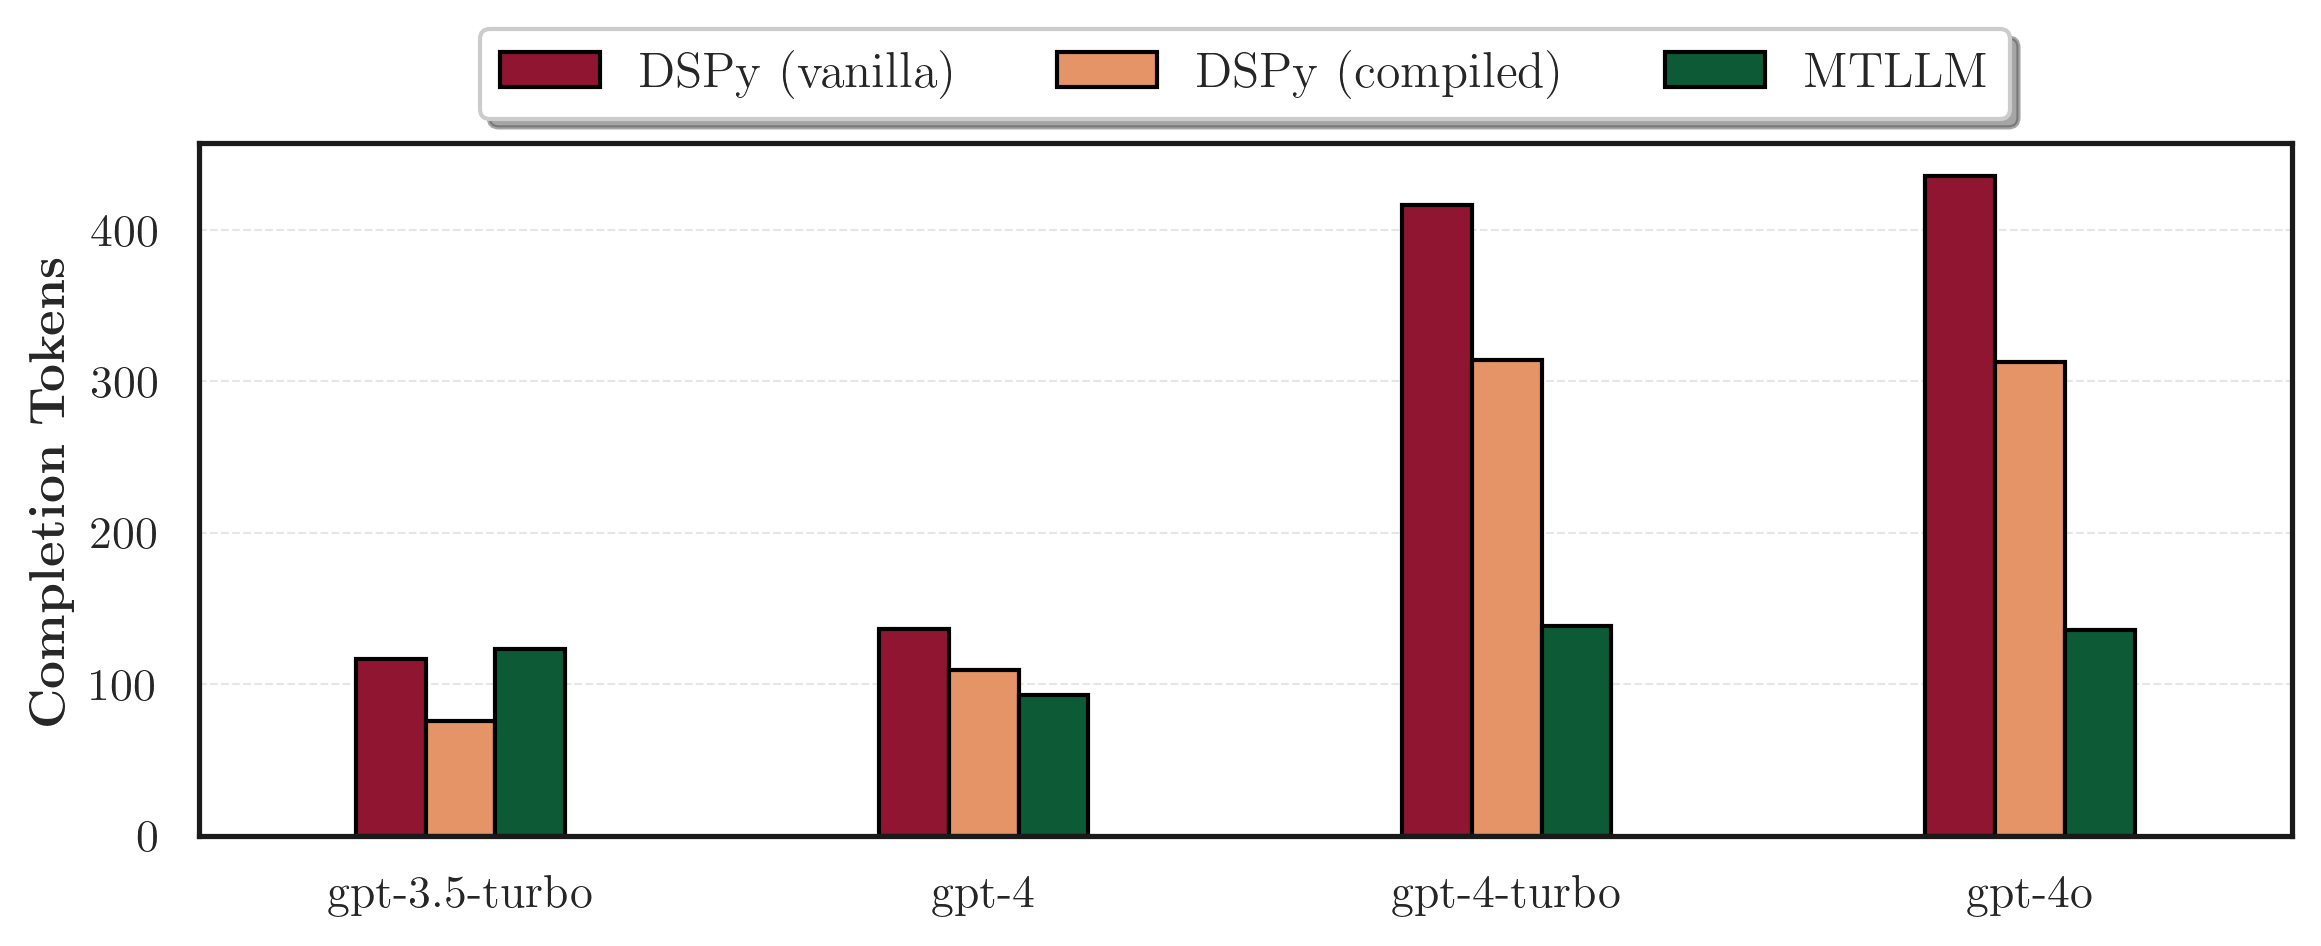 DSPy (vanilla) DSPy (compiled) MTLLM
Completion Tokens
400
300
200
100
0
gpt-3.5-turbo gpt-4 gpt-4-turbo gpt-4o